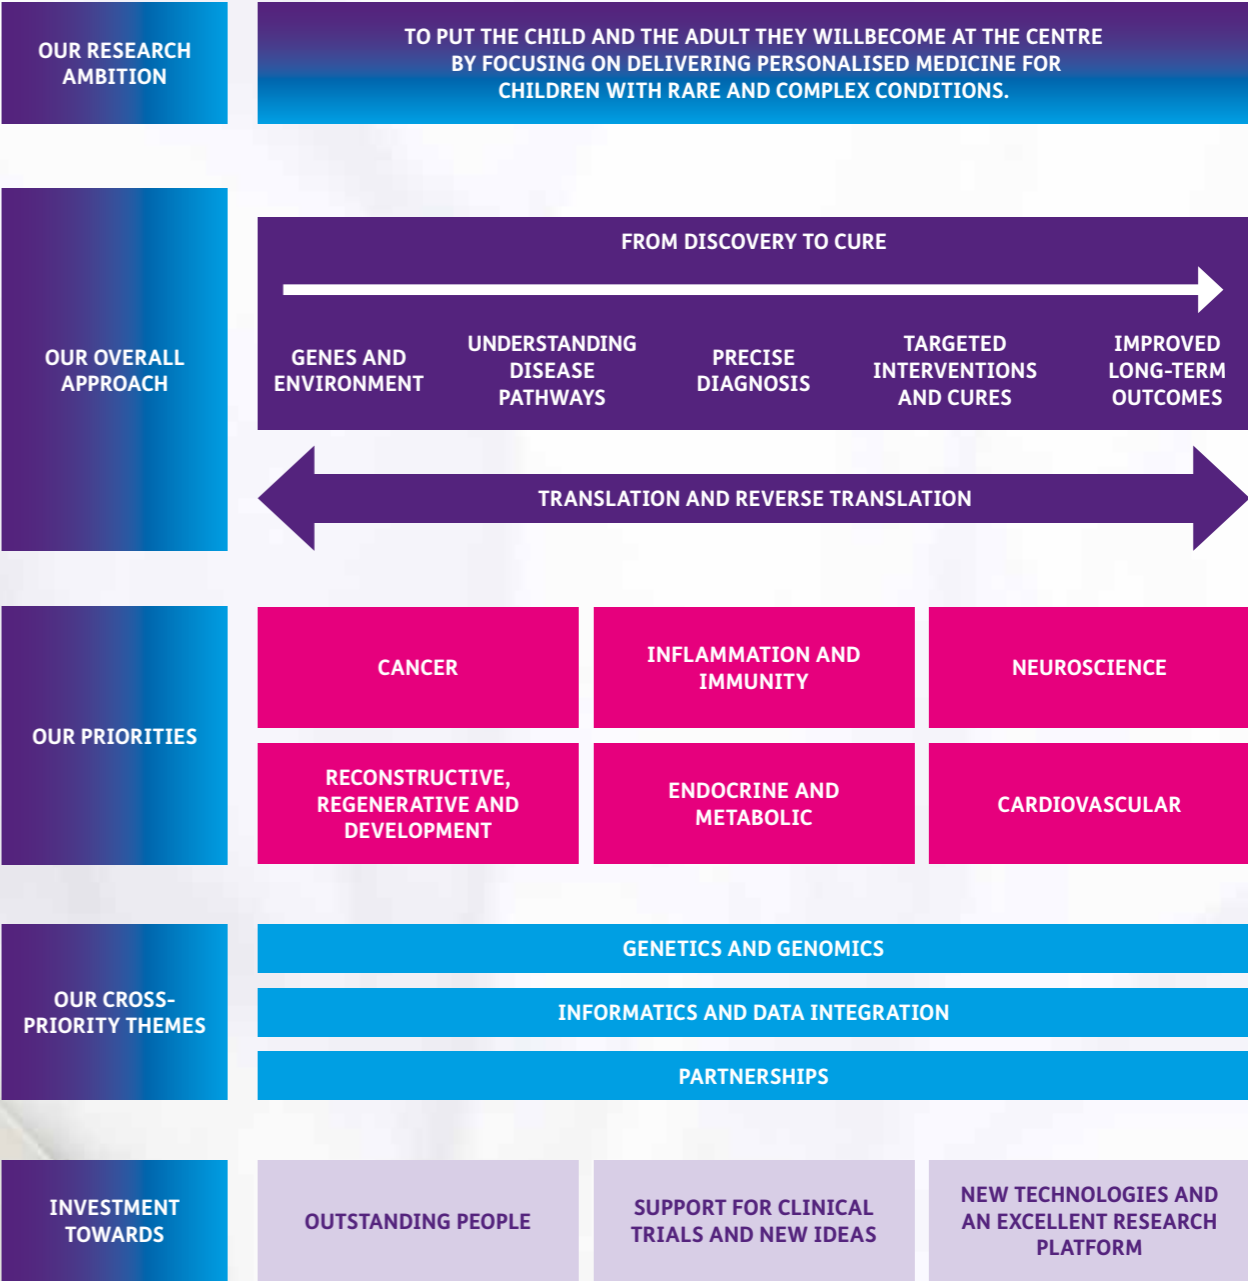 OUR RESEARCH
AMBITION
TO PUT THE CHILD AND THE ADULT THEY WILLBECOME AT THE CENTRE
BY FOCUSING ON DELIVERING PERSONALISED MEDICINE FOR
CHILDREN WITH RARE AND COMPLEX CONDITIONS.
OUR OVERALL
APPROACH
FROM DISCOVERY TO CURE
GENES AND
ENVIRONMENT
UNDERSTANDING
DISEASE
PATHWAYS
PRECISE
DIAGNOSIS
TARGETED
INTERVENTIONS
AND CURES
IMPROVED
LONG-TERM
OUTCOMES
TRANSLATION AND REVERSE TRANSLATION
OUR PRIORITIES
CANCER
INFLAMMATION AND
IMMUNITY
NEUROSCIENCE
RECONSTRUCTIVE,
REGENERATIVE AND
DEVELOPMENT
ENDOCRINE AND
METABOLIC
CARDIOVASCULAR
OUR CROSS-
PRIORITY THEMES
GENETICS AND GENOMICS
INFORMATICS AND DATA INTEGRATION
PARTNERSHIPS
INVESTMENT
TOWARDS
OUTSTANDING PEOPLE
SUPPORT FOR CLINICAL
TRIALS AND NEW IDEAS
NEW TECHNOLOGIES AND
AN EXCELLENT RESEARCH
PLATFORM